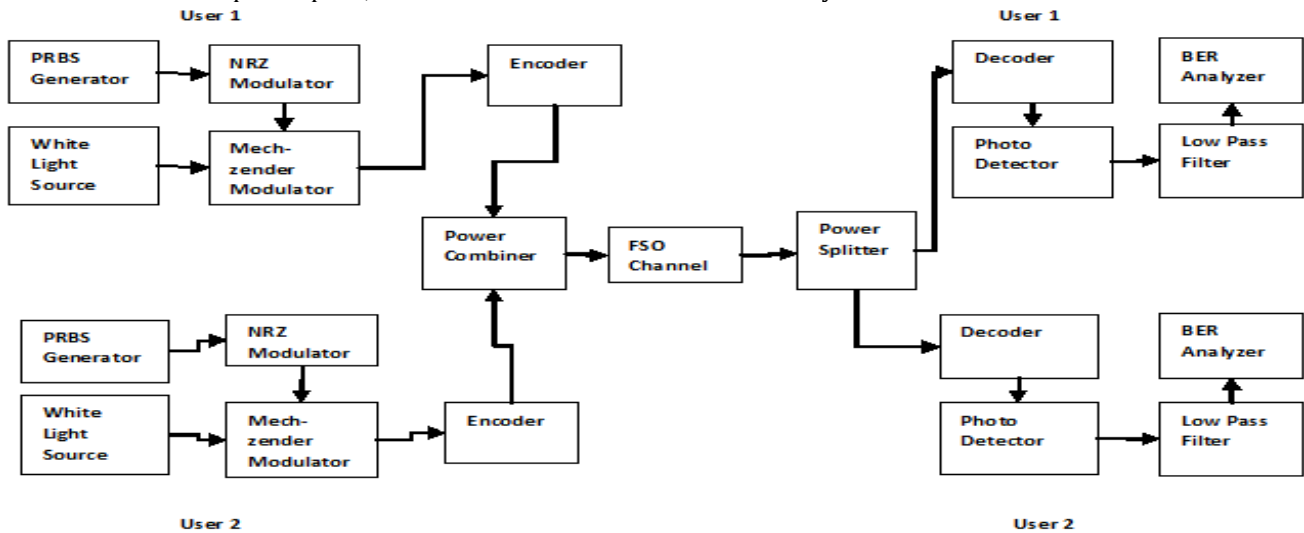 User 1
User 1
PRBS
Generator
NRZ
Modulator
Encoder
Decoder
BER
Analyzer
White
Light
Source
Mech-
zender
Modulator
Photo
Detector
Low Pass
Filter
Power
Combiner
FSO
Channel
Power
Splitter
PRBS
Generator
NRZ
Modulator
Decoder
BER
Analyzer
White
Light
Source
Mech-
zender
Modulator
Encoder
Photo
Detector
Low Pass
Filter
User 2
User 2